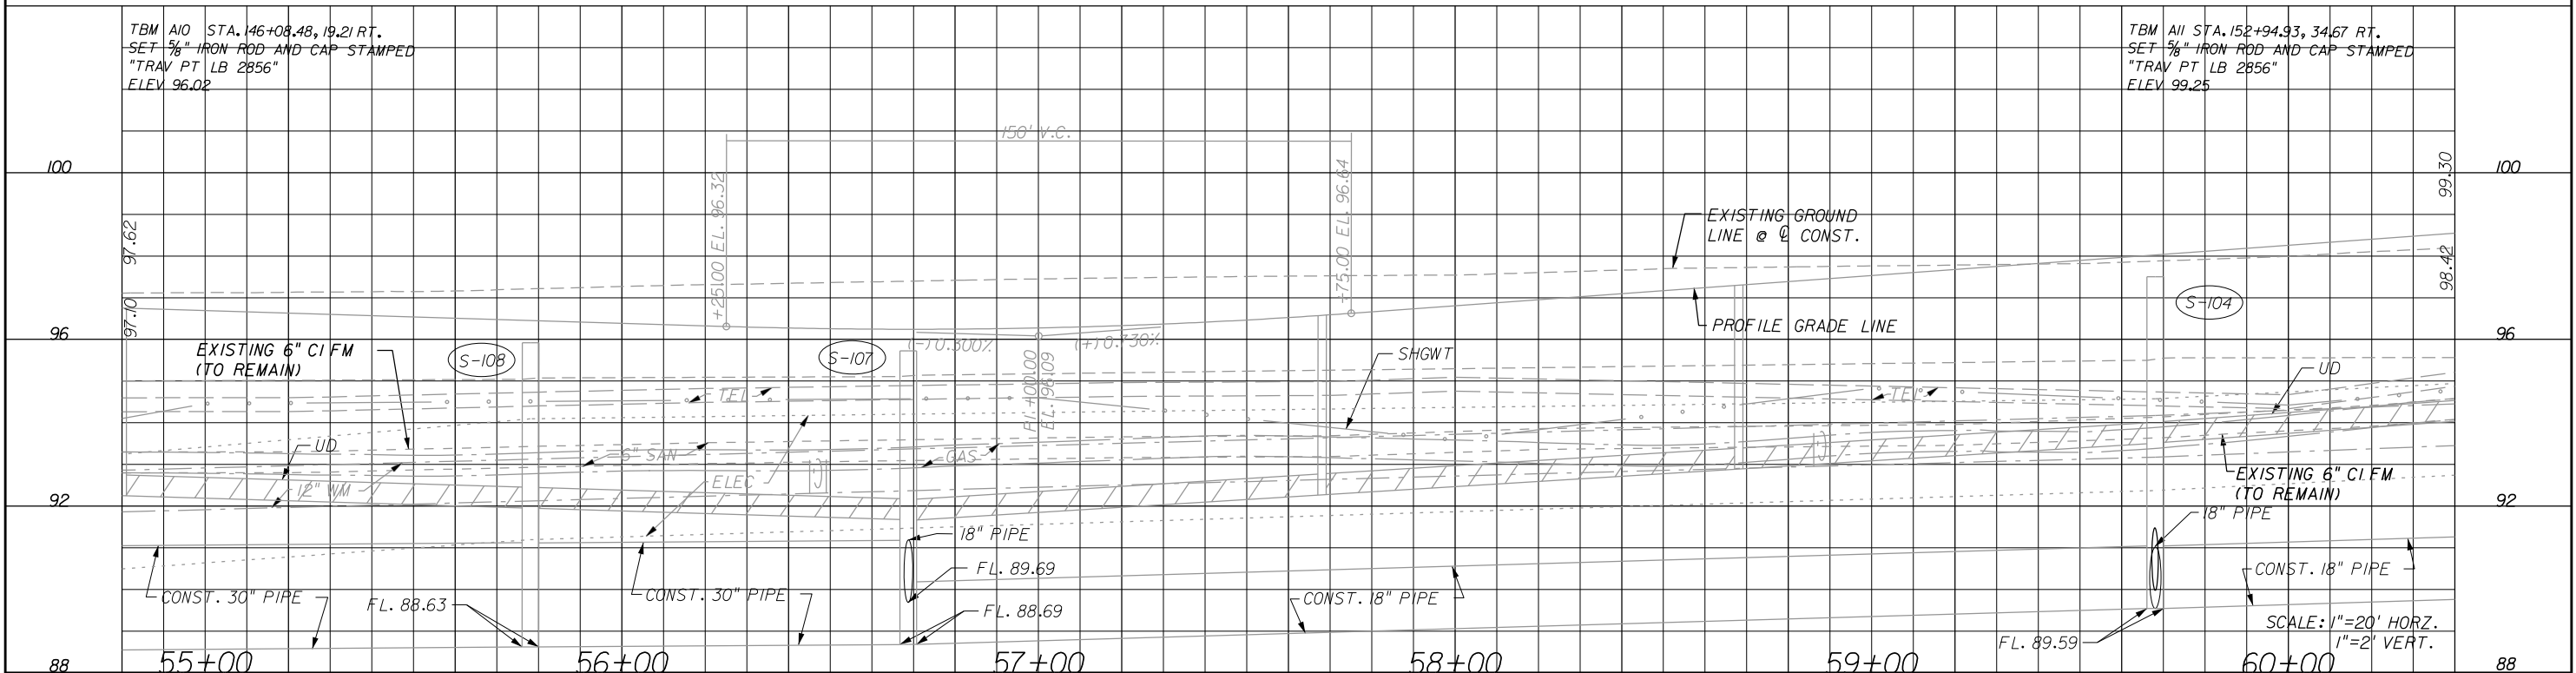 TBM A10 STA. 146+08.48, 19.21 RT.
SET 5/8" IRON ROD AND CAP STAMPED
"TRAV PT LB 2856"
ELEV 96.02
TBM A11 STA. 152+94.93, 34.67 RT.
SET 5/8" IRON ROD AND CAP STAMPED
"TRAV PT LB 2856"
ELEV 99.25
150' V.C.
100
100
+25.00 EL. 96.32
+75.00 EL. 96.64
99.30
97.62
EXISTING GROUND
LINE @ ℄ CONST.
98.42
97.10
S-104
96
PROFILE GRADE LINE
96
EXISTING 6" CI FM
(TO REMAIN)
S-108
S-107
(-) 0.300%
PI +00.00
EL 96.09
(+) 0.730%
SHGWT
UD
TEL
TEL
UD
6" SAN
GAS
12" WM
ELEC
EXISTING 6" CI FM
(TO REMAIN)
92
92
18" PIPE
18" PIPE
FL. 89.69
CONST. 18" PIPE
CONST. 30" PIPE
FL. 88.63
CONST. 30" PIPE
FL. 88.69
CONST. 18" PIPE
SCALE: 1"=20' HORZ.
1"=2' VERT.
FL. 89.59
88
55+00
56+00
57+00
58+00
59+00
60+00
88